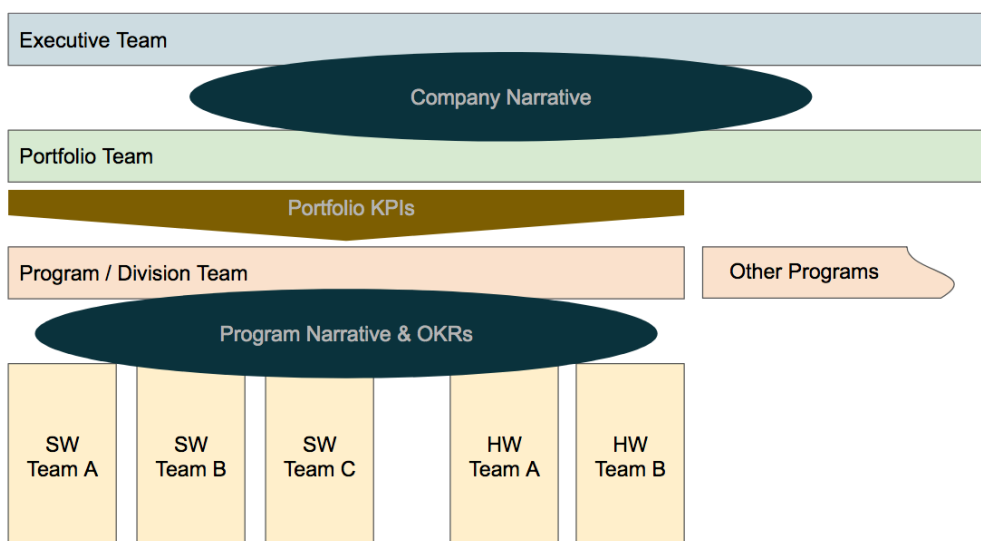 Executive Team
Company Narrative
Portfolio Team
Portfolio KPIs
Program / Division Team
Other Programs
Program Narrative & OKRs
SW
Team A
SW
Team B
SW
Team C
HW
Team A
HW
Team B